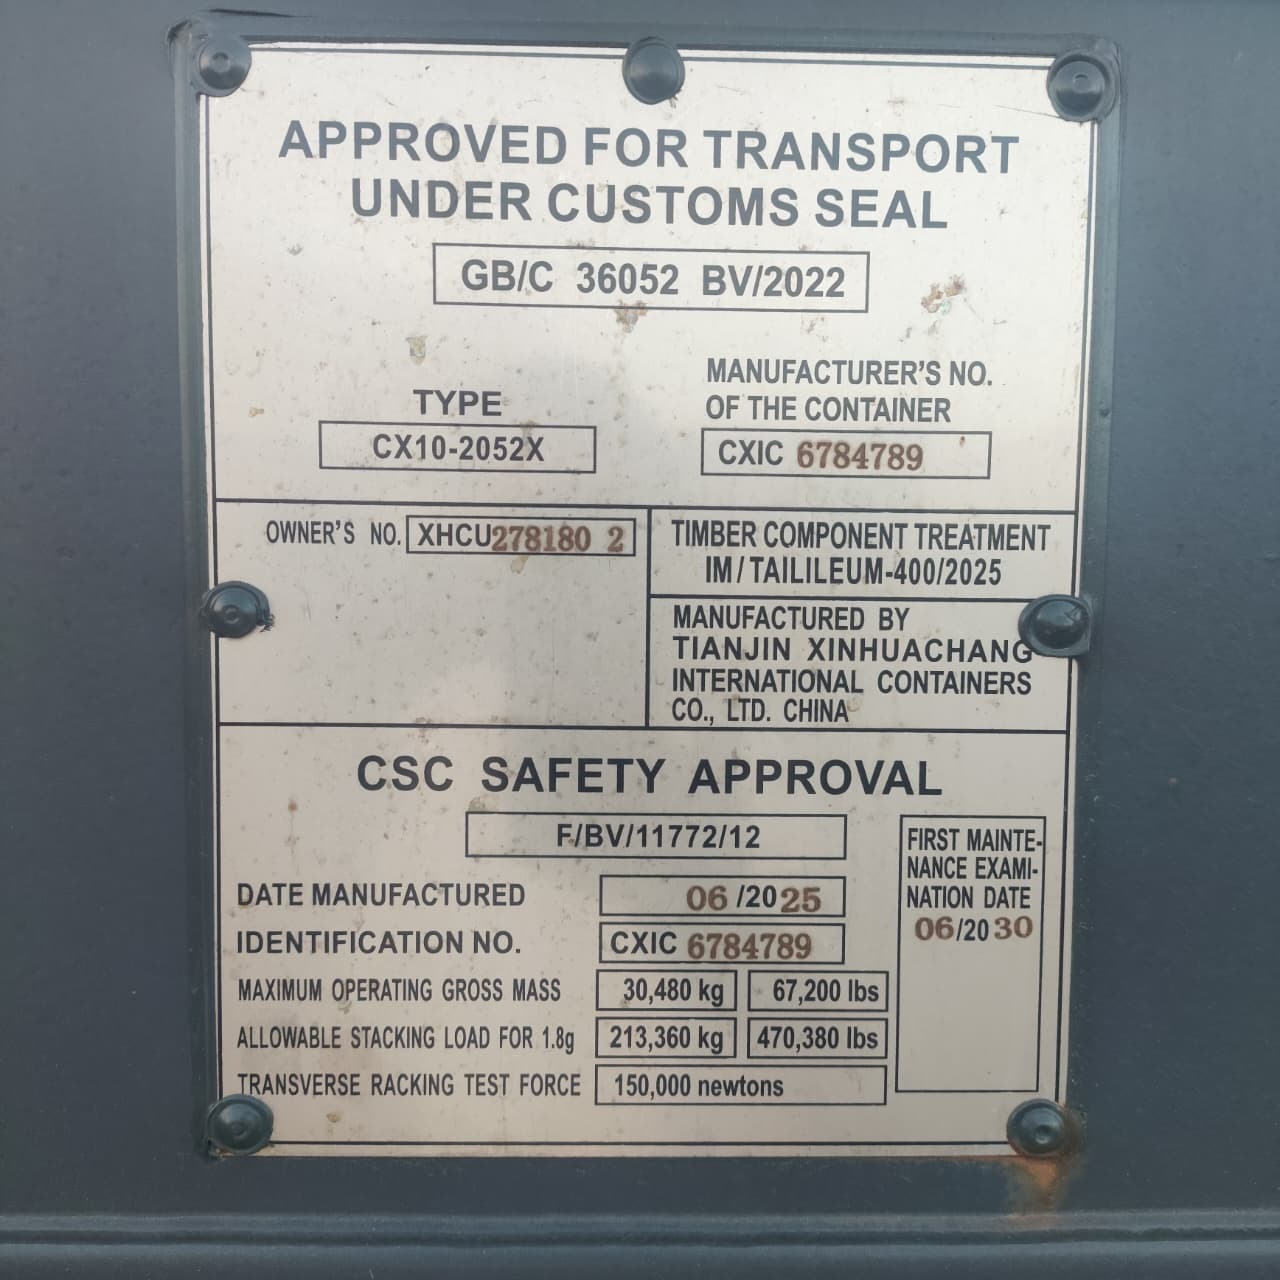 APPROVED FOR TRANSPORT
UNDER CUSTOMS SEAL
GB/C 36052 BV/2022
TYPE
CX10-2052X
MANUFACTURER'S NO.
OF THE CONTAINER
CXIC 6784789
OWNER'S NO. XHCU278180 2
TIMBER COMPONENT TREATMENT
IM/TAILILEUM-400/2025
MANUFACTURED BY
TIANJIN XINHUACHANG
INTERNATIONAL CONTAINERS
CO., LTD. CHINA
CSC SAFETY APPROVAL
F/BV/11772/12
DATE MANUFACTURED 06/2025
IDENTIFICATION NO. CXIC 6784789
MAXIMUM OPERATING GROSS MASS 30,480 kg 67,200 lbs
ALLOWABLE STACKING LOAD FOR 1.8g 213,360 kg 470,380 lbs
TRANSVERSE RACKING TEST FORCE 150,000 newtons
FIRST MAINTE-
NANCE EXAMI-
NATION DATE
06/2030